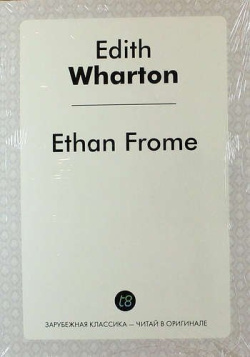 Edith
Wharton
Ethan Frome
t8
ЗАРУБЕЖНАЯ КЛАССИКА — ЧИТАЙ В ОРИГИНАЛЕ